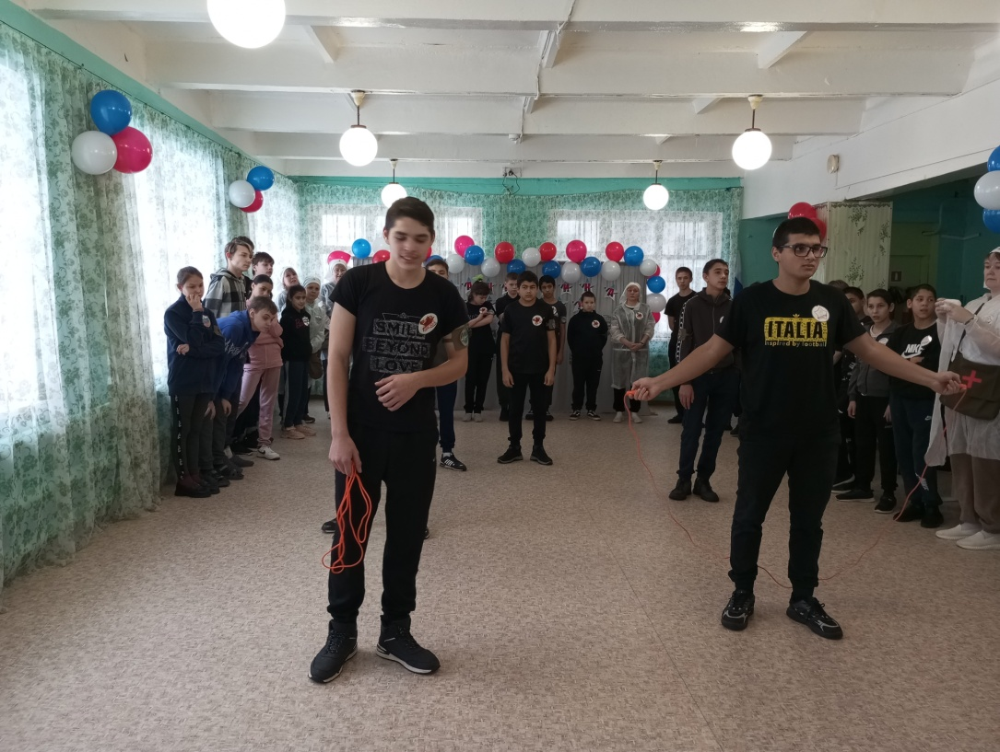 SMILE
BEYOND
LOVE
ITALIA
inspired by football
NIKE